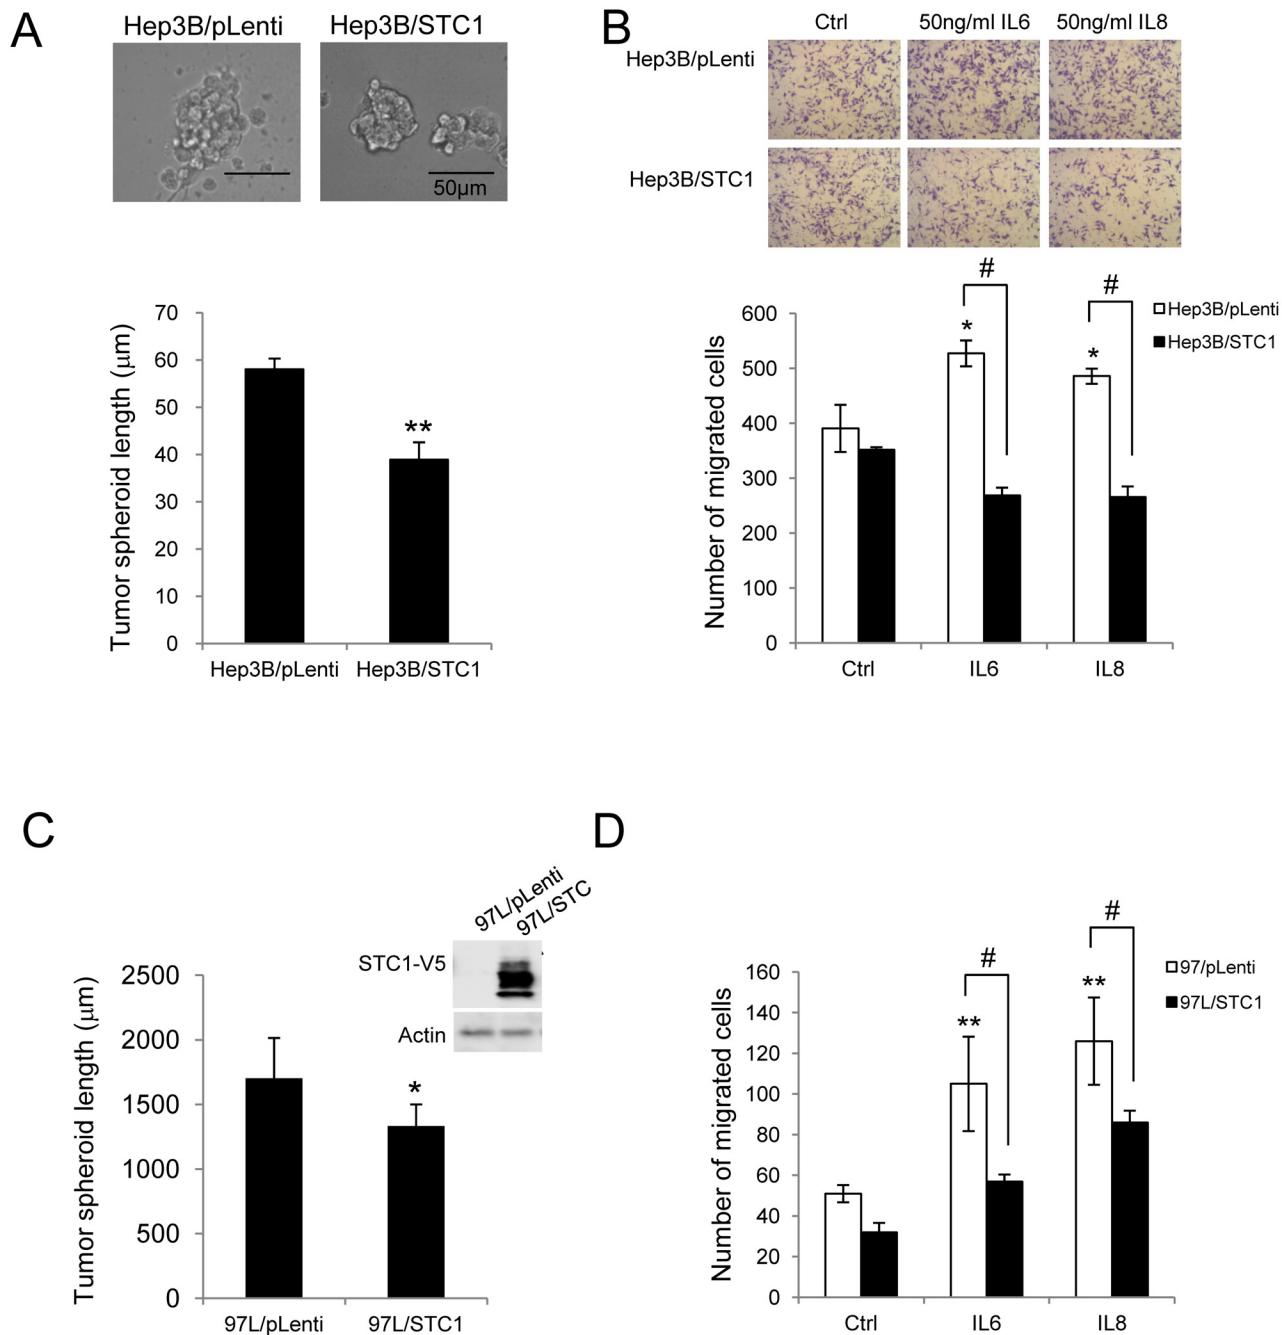 A
Hep3B/pLenti
Hep3B/STC1
50μm
Tumor spheroid length (μm)
70
60
50
40
30
20
10
0
**
Hep3B/pLenti
Hep3B/STC1
B
Ctrl
50ng/ml IL6
50ng/ml IL8
Hep3B/pLenti
Hep3B/STC1
Number of migrated cells
600
500
400
300
200
100
0
*
#
*
#
Hep3B/pLenti
Hep3B/STC1
Ctrl
IL6
IL8
C
97L/pLenti
97L/STC
STC1-V5
Actin
Tumor spheroid length (μm)
2500
2000
1500
1000
500
0
*
97L/pLenti
97L/STC1
D
Number of migrated cells
160
140
120
100
80
60
40
20
0
**
#
**
#
97/pLenti
97L/STC1
Ctrl
IL6
IL8